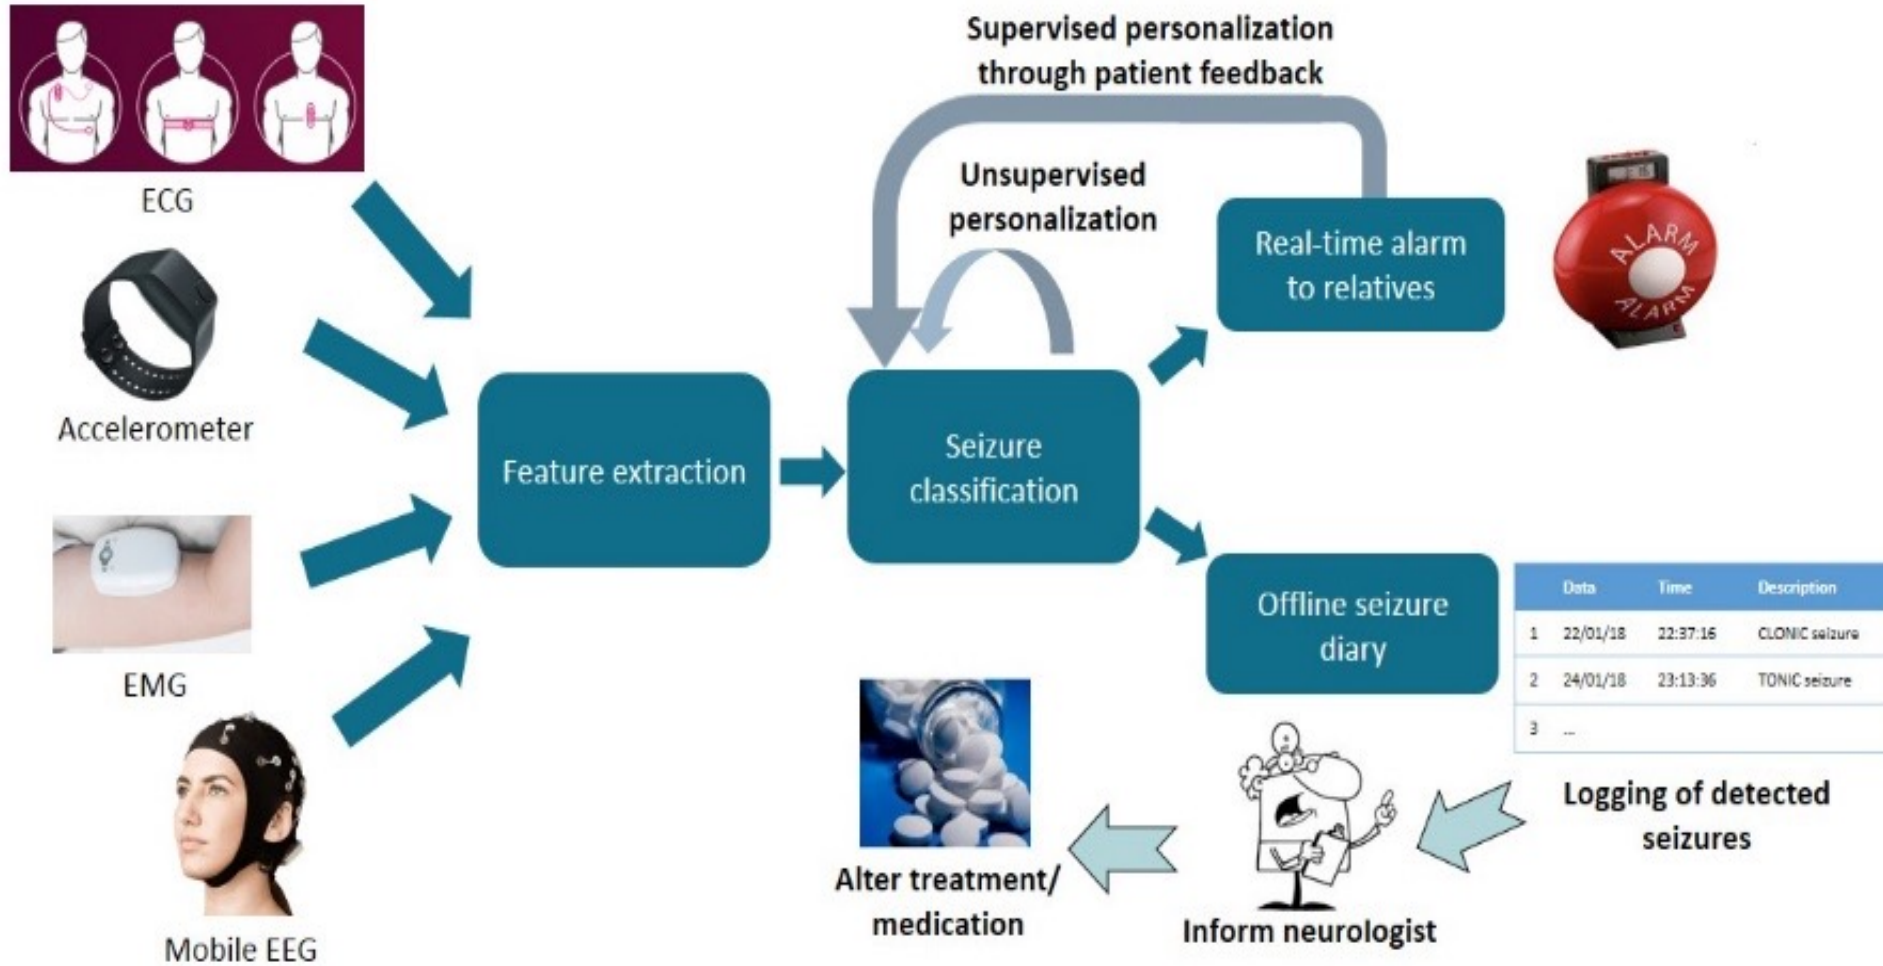 Supervised personalization
through patient feedback
ECG
Unsupervised
personalization
Real-time alarm
to relatives
ALARM
ALARM
Accelerometer
Feature extraction
Seizure
classification
EMG
Offline seizure
diary
Data Time Description
1 22/01/18 22:37:16 CLONIC seizure
2 24/01/18 23:13:36 TONIC seizure
3 ...
Logging of detected
seizures
Alter treatment/
medication
Inform neurologist
Mobile EEG